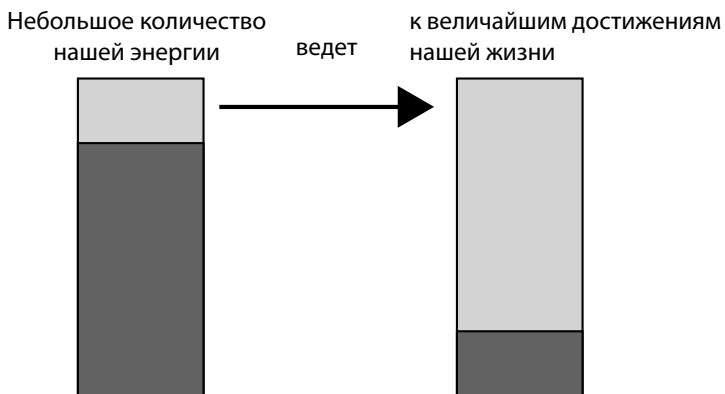 Небольшое количество
нашей энергии
ведет
к величайшим достижениям
нашей жизни